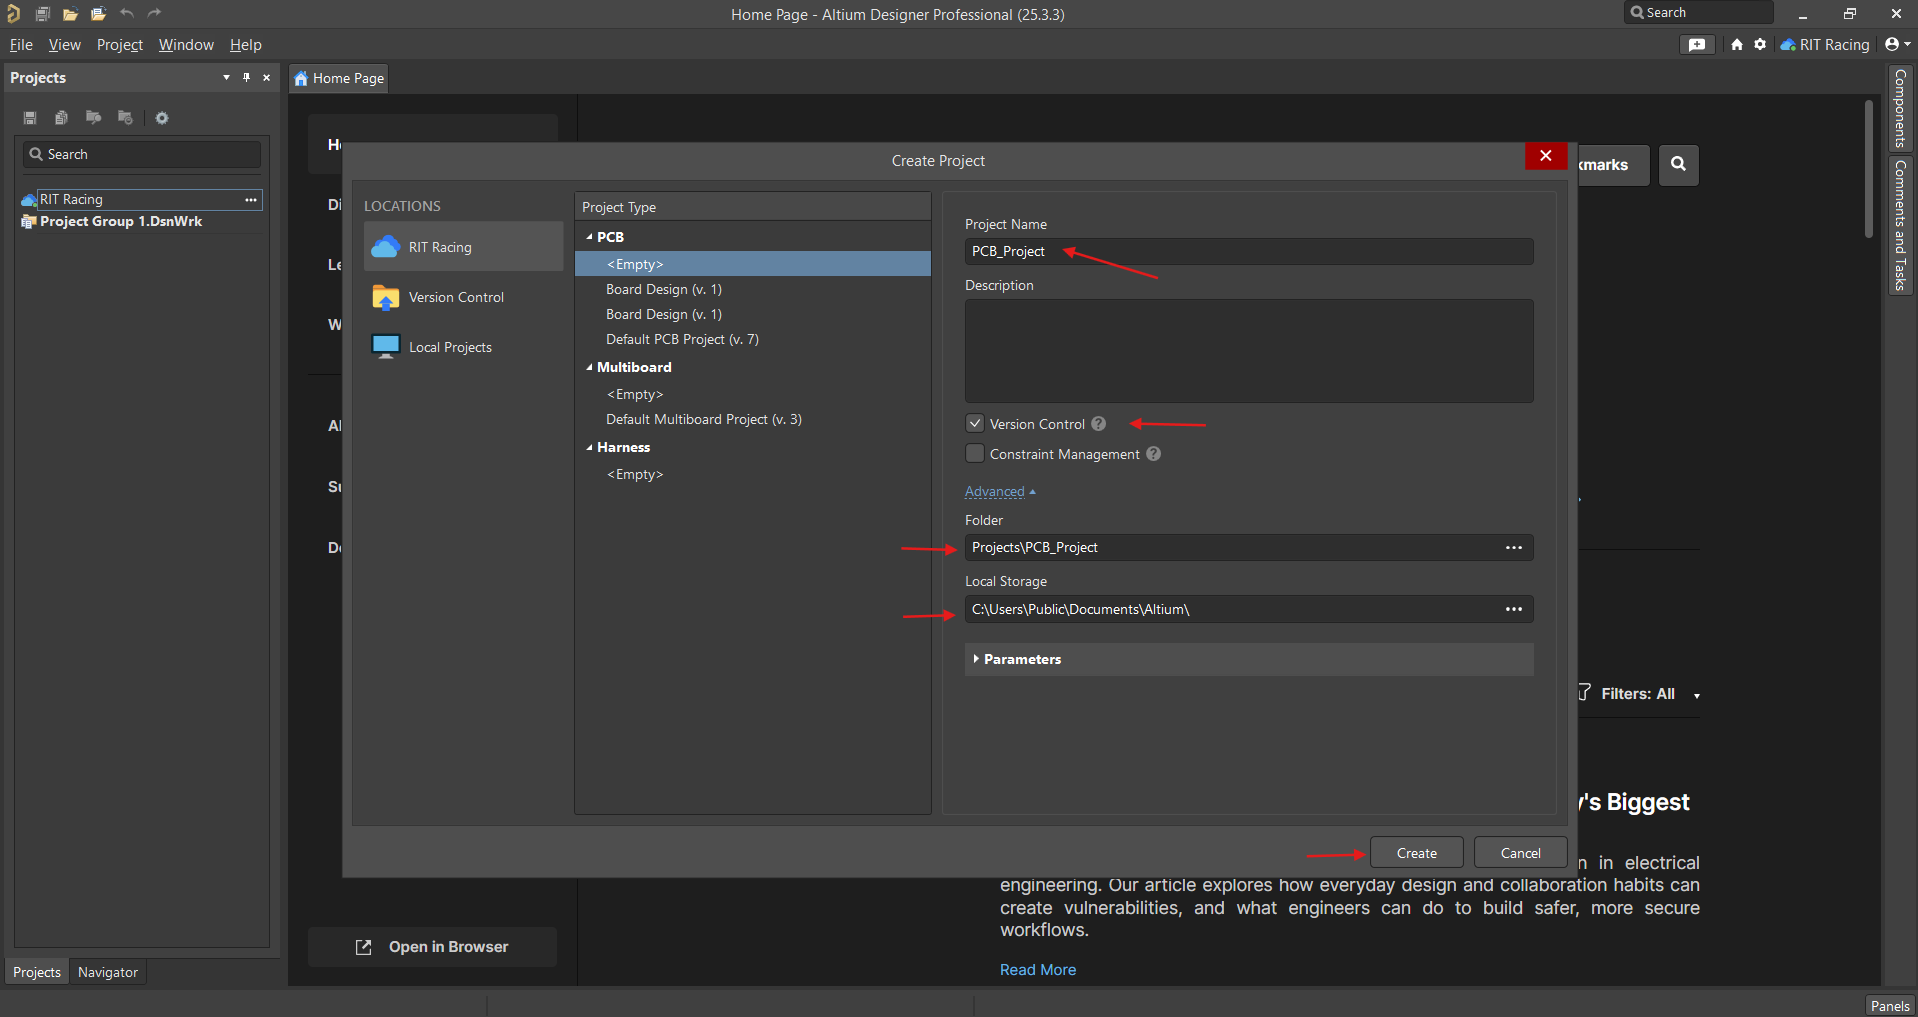 Home Page - Altium Designer Professional (25.3.3)
Search
File View Project Window Help
RIT Racing
Projects
Home Page
Search
RIT Racing
Project Group 1.DsnWrk
Components
Comments and Tasks
Create Project
LOCATIONS
RIT Racing
Version Control
Local Projects
Project Type
PCB
<Empty>
Board Design (v. 1)
Board Design (v. 1)
Default PCB Project (v. 7)
Multiboard
<Empty>
Default Multiboard Project (v. 3)
Harness
<Empty>
Project Name
PCB_Project
Description
Version Control
Constraint Management
Advanced
Folder
Projects\PCB_Project
Local Storage
C:\Users\Public\Documents\Altium\
Parameters
Create
Cancel
Filters: All
y's Biggest
n in electrical
engineering. Our article explores how everyday design and collaboration habits can
create vulnerabilities, and what engineers can do to build safer, more secure
workflows.
Read More
Open in Browser
Projects
Navigator
Panels